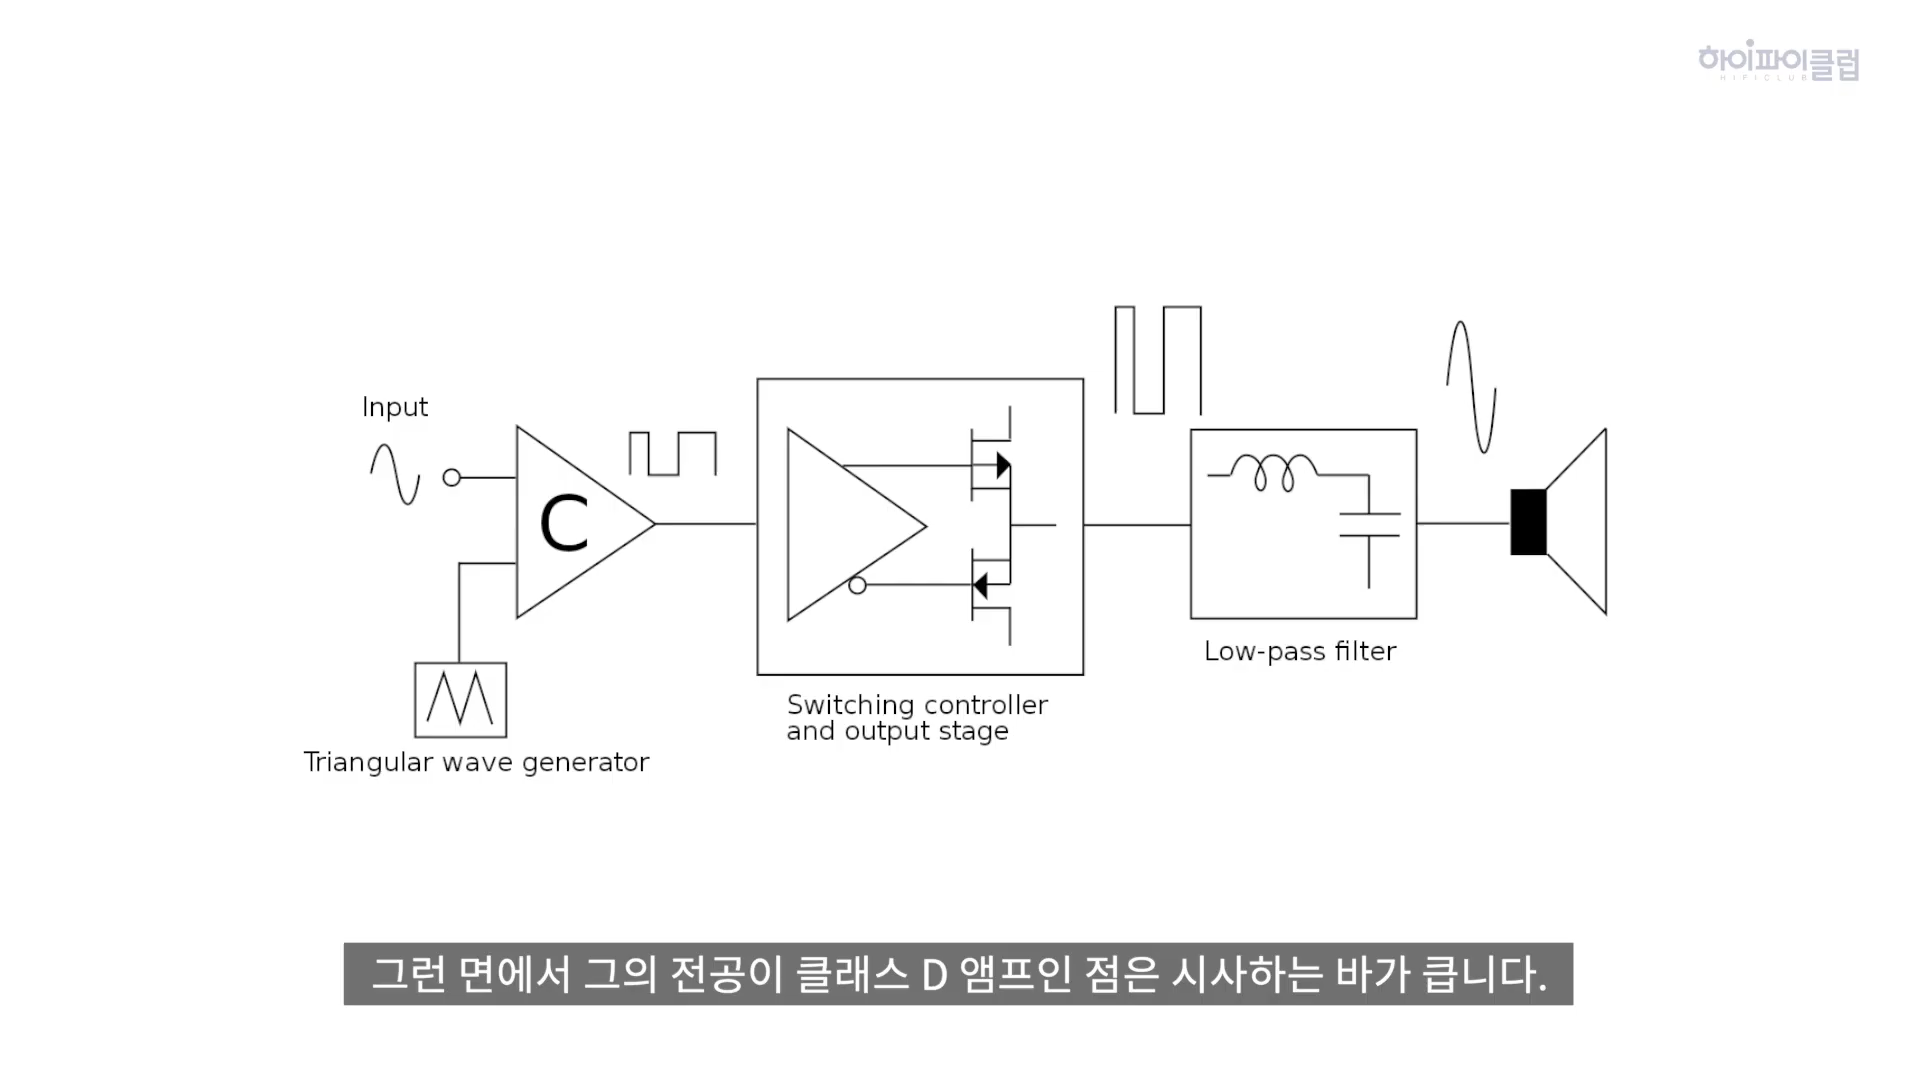 하이파이클럽
HIFICLUB
Input
C
Triangular wave generator
Switching controller
and output stage
Low-pass filter
그런 면에서 그의 전공이 클래스 D 앰프인 점은 시사하는 바가 큽니다.